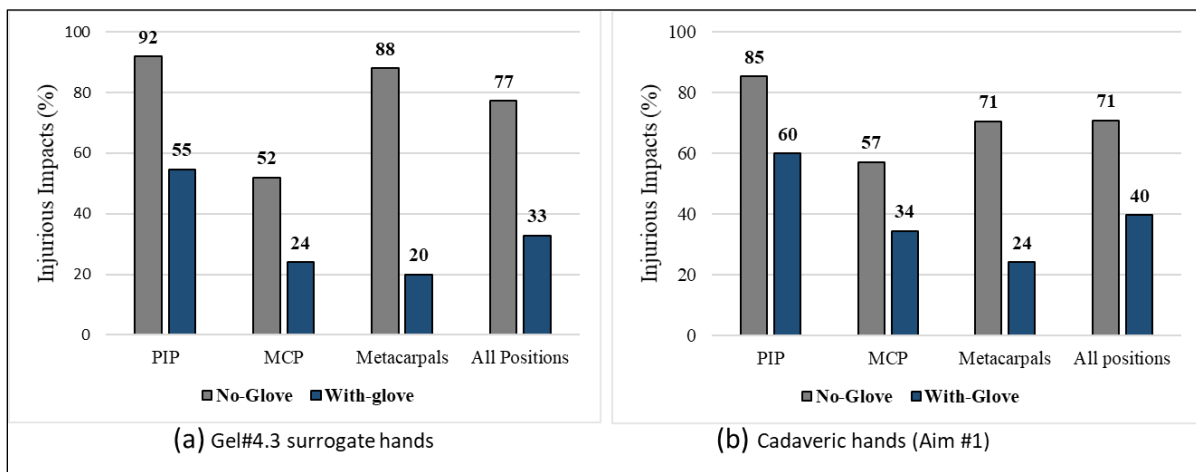 100
80
60
40
20
0
Injurious Impacts (%)
92
55
52
24
88
20
77
33
PIP
MCP
Metacarpals
All Positions
No-Glove
With-glove
(a) Gel#4.3 surrogate hands
100
80
60
40
20
0
Injurious Impacts (%)
85
60
57
34
71
24
71
40
PIP
MCP
Metacarpals
All positions
No-Glove
With-Glove
(b) Cadaveric hands (Aim #1)